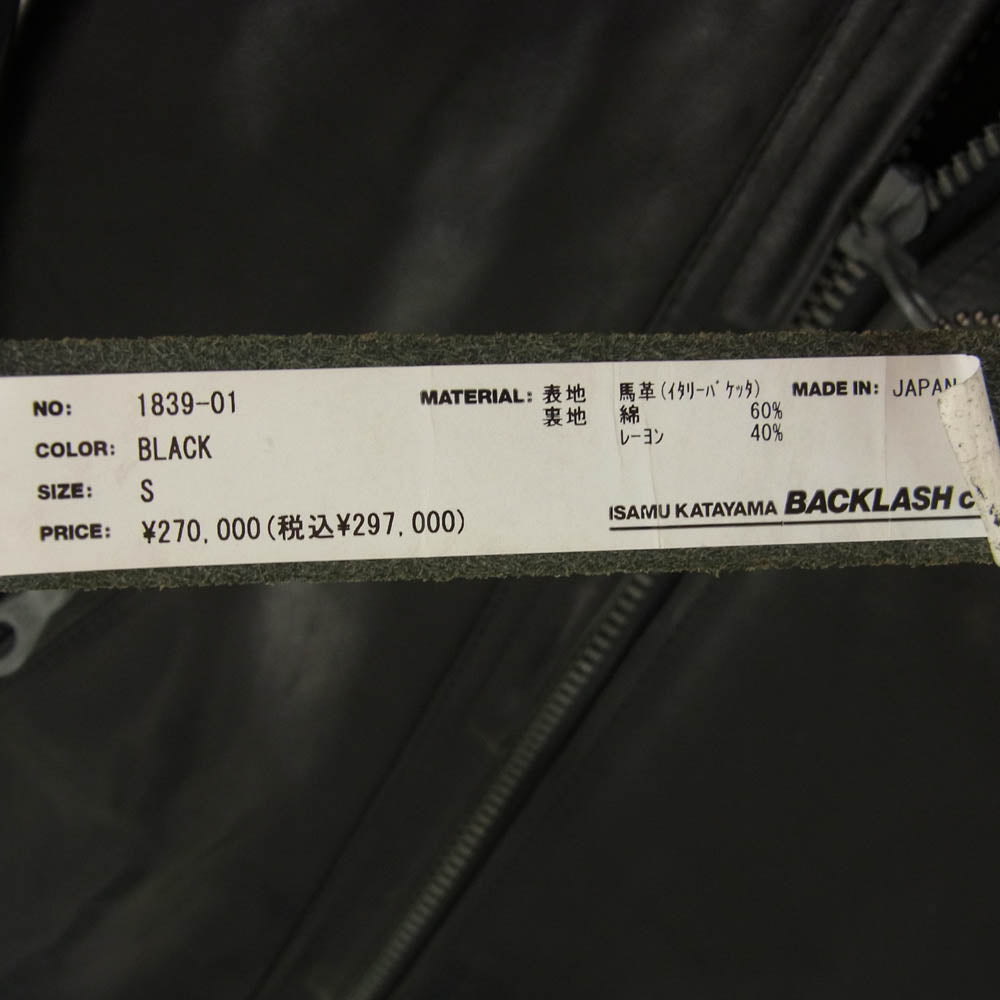 NO: 1839-01
COLOR: BLACK
SIZE: S
PRICE: ¥270,000(税込¥297,000)
MATERIAL: 表地 馬革(ｲﾀﾘｰﾊﾞｹｯﾀ)
裏地 綿 60%
ﾚｰﾖﾝ 40%
MADE IN: JAPAN
ISAMU KATAYAMA BACKLASH